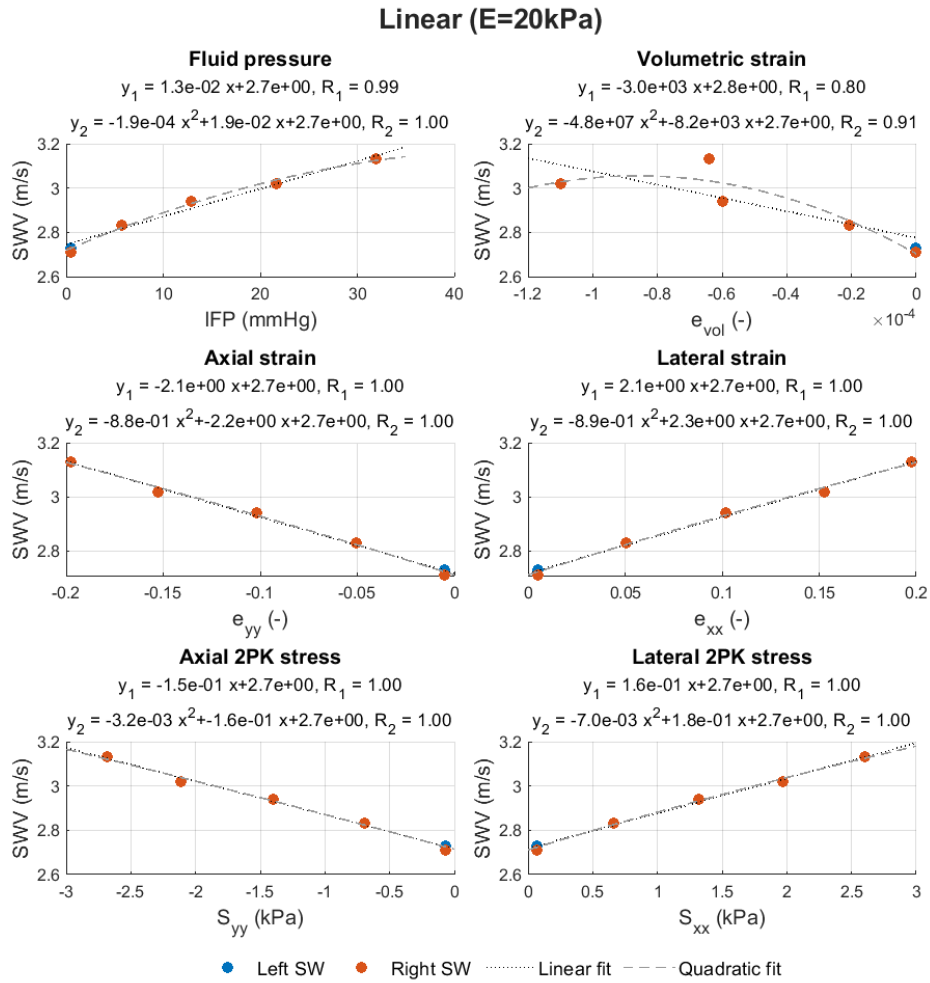 Linear (E=20kPa)
Fluid pressure
y₁ = 1.3e-02 x+2.7e+00, R₁ = 0.99
y₂ = -1.9e-04 x²+1.9e-02 x+2.7e+00, R₂ = 1.00
3.2
3
2.8
2.6
SWV (m/s)
0 10 20 30 40
IFP (mmHg)
Volumetric strain
y₁ = -3.0e+03 x+2.8e+00, R₁ = 0.80
y₂ = -4.8e+07 x²+-8.2e+03 x+2.7e+00, R₂ = 0.91
3.2
3
2.8
2.6
SWV (m/s)
-1.2 -1 -0.8 -0.6 -0.4 -0.2 0
e_vol (-)
×10⁻⁴
Axial strain
y₁ = -2.1e+00 x+2.7e+00, R₁ = 1.00
y₂ = -8.8e-01 x²+-2.2e+00 x+2.7e+00, R₂ = 1.00
3.2
3
2.8
SWV (m/s)
-0.2 -0.15 -0.1 -0.05 0
e_yy (-)
Lateral strain
y₁ = 2.1e+00 x+2.7e+00, R₁ = 1.00
y₂ = -8.9e-01 x²+2.3e+00 x+2.7e+00, R₂ = 1.00
3.2
3
2.8
SWV (m/s)
0 0.05 0.1 0.15 0.2
e_xx (-)
Axial 2PK stress
y₁ = -1.5e-01 x+2.7e+00, R₁ = 1.00
y₂ = -3.2e-03 x²+-1.6e-01 x+2.7e+00, R₂ = 1.00
3.2
3
2.8
2.6
SWV (m/s)
-3 -2.5 -2 -1.5 -1 -0.5 0
S_yy (kPa)
Lateral 2PK stress
y₁ = 1.6e-01 x+2.7e+00, R₁ = 1.00
y₂ = -7.0e-03 x²+1.8e-01 x+2.7e+00, R₂ = 1.00
3.2
3
2.8
2.6
SWV (m/s)
0 0.5 1 1.5 2 2.5 3
S_xx (kPa)
Left SW Right SW Linear fit Quadratic fit